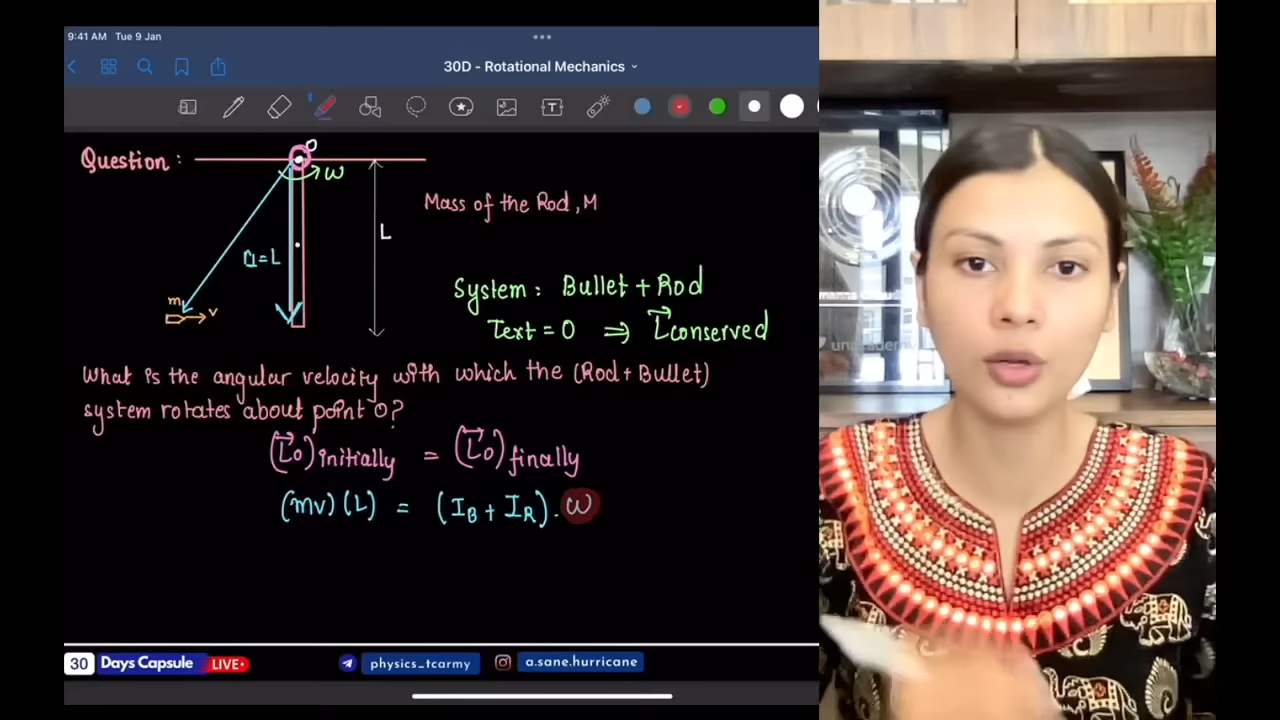 9:41 AM Tue 9 Jan
30D - Rotational Mechanics
Question :
O
ω
Mass of the Rod, M
L
r⊥=L
m
v
System : Bullet + Rod
τext = 0 ⇒ L⃗ conserved
What is the angular velocity with which the (Rod + Bullet)
system rotates about point O?
(L⃗o) initially = (L⃗o) finally
(mv) (L) = (IB + IR) . ω
unacademy
30 Days Capsule LIVE
physics_tcarmy
a.sane.hurricane